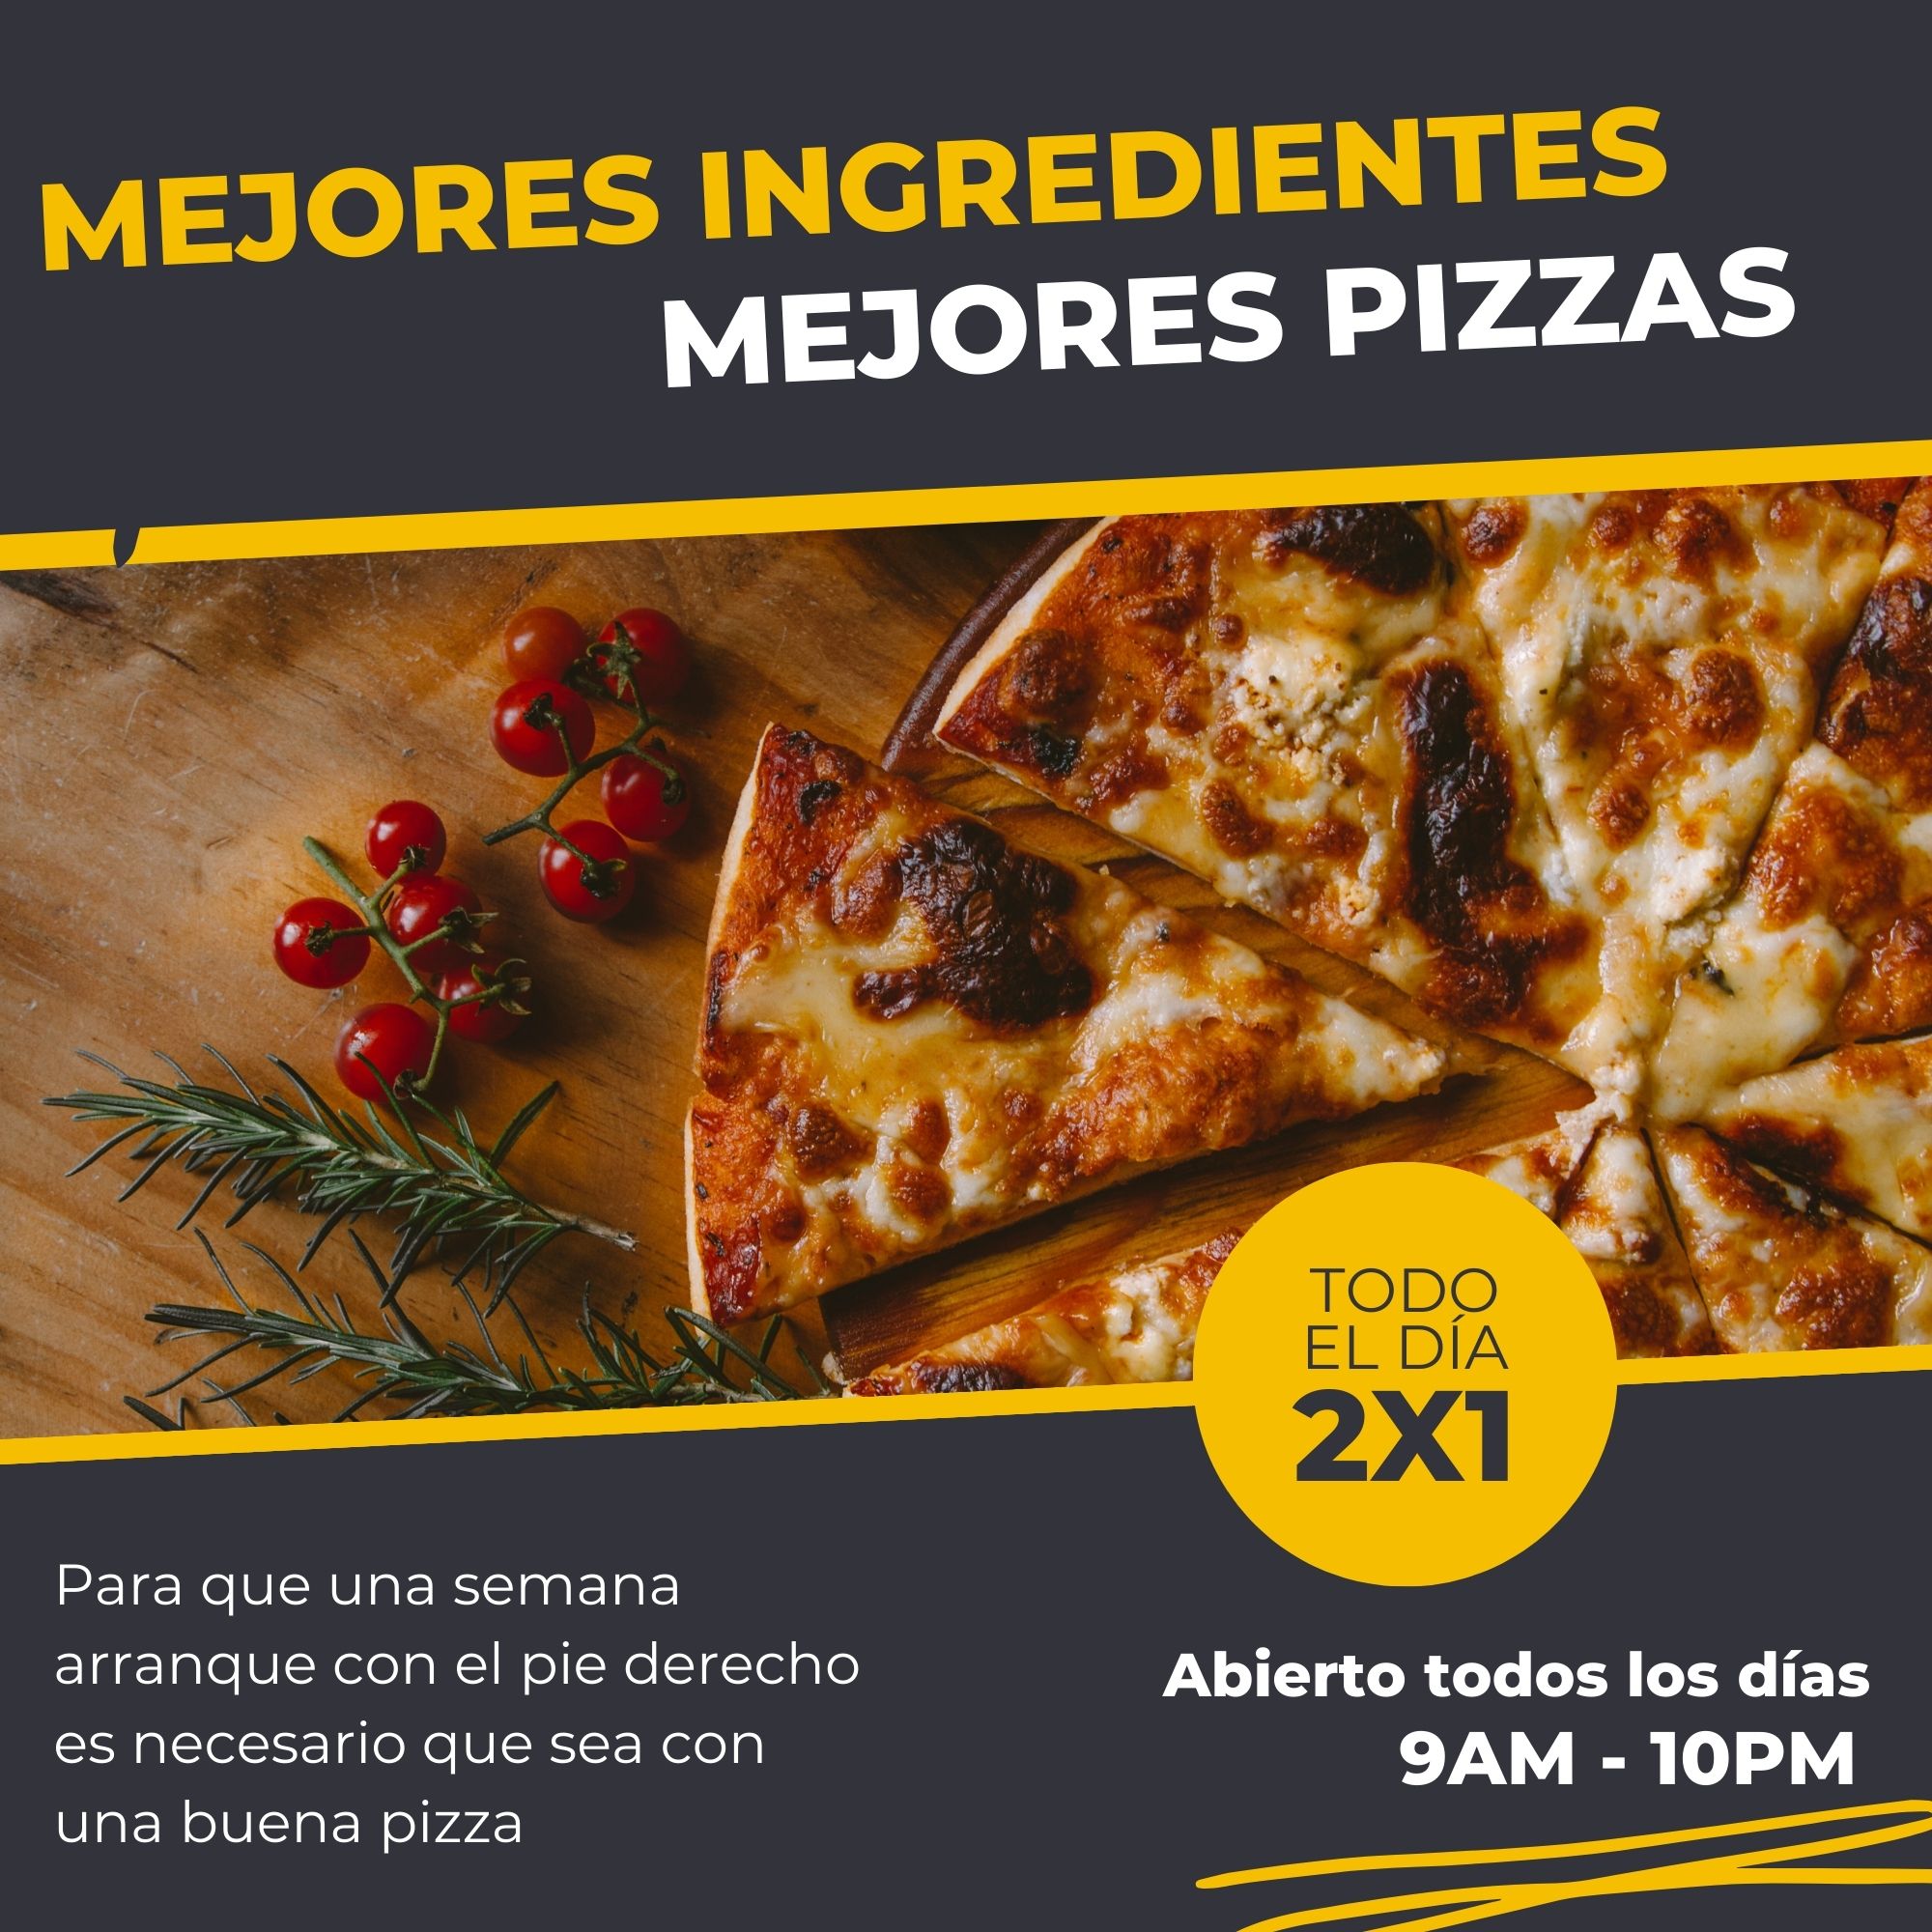 MEJORES INGREDIENTES
MEJORES PIZZAS
TODO
EL DÍA
2X1
Para que una semana
arranque con el pie derecho
es necesario que sea con
una buena pizza
Abierto todos los días
9AM - 10PM